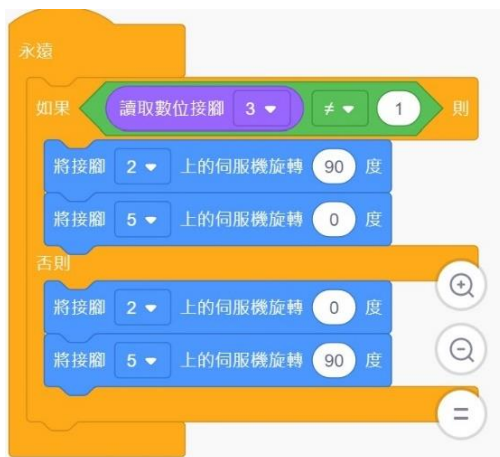 永遠
如果 讀取數位接腳 3 ≠ 1 則
將接腳 2 上的伺服機旋轉 90 度
將接腳 5 上的伺服機旋轉 0 度
否則
將接腳 2 上的伺服機旋轉 0 度
將接腳 5 上的伺服機旋轉 90 度